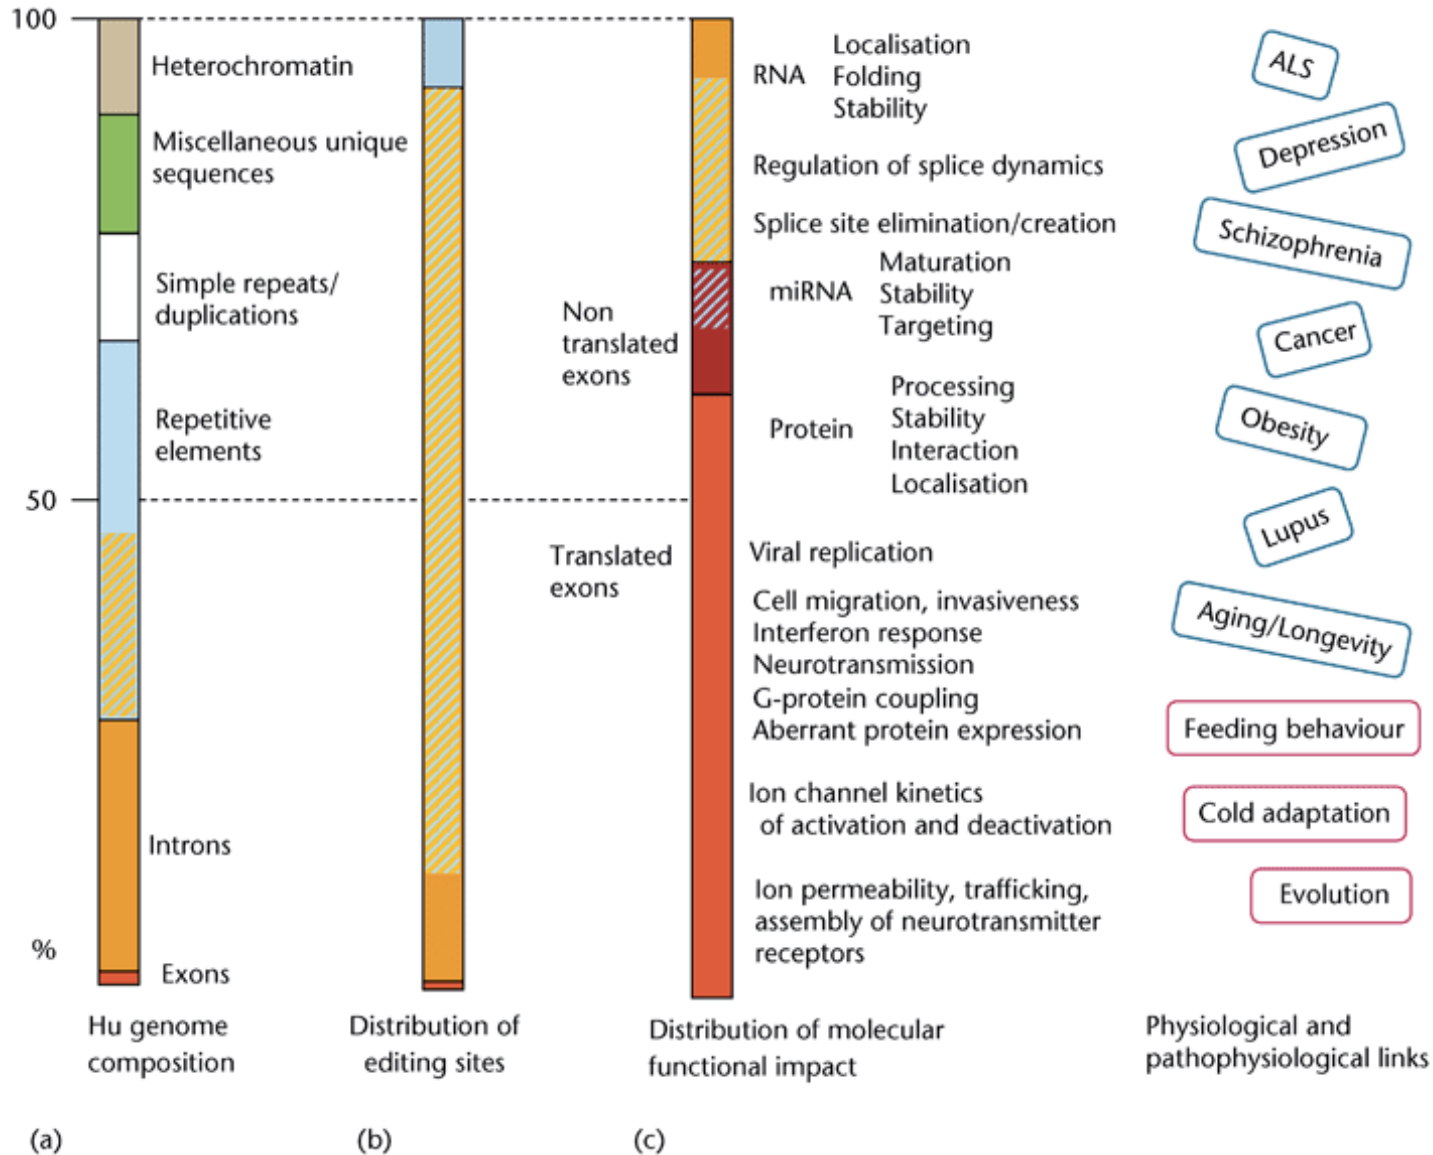 100
Heterochromatin
Miscellaneous unique
sequences
Simple repeats/
duplications
Repetitive
elements
50
Introns
%
Exons
Hu genome
composition
(a)
Distribution of
editing sites
(b)
Non
translated
exons
Translated
exons
RNA
Localisation
Folding
Stability
Regulation of splice dynamics
Splice site elimination/creation
miRNA
Maturation
Stability
Targeting
Protein
Processing
Stability
Interaction
Localisation
Viral replication
Cell migration, invasiveness
Interferon response
Neurotransmission
G-protein coupling
Aberrant protein expression
Ion channel kinetics
of activation and deactivation
Ion permeability, trafficking,
assembly of neurotransmitter
receptors
Distribution of molecular
functional impact
(c)
ALS
Depression
Schizophrenia
Cancer
Obesity
Lupus
Aging/Longevity
Feeding behaviour
Cold adaptation
Evolution
Physiological and
pathophysiological links